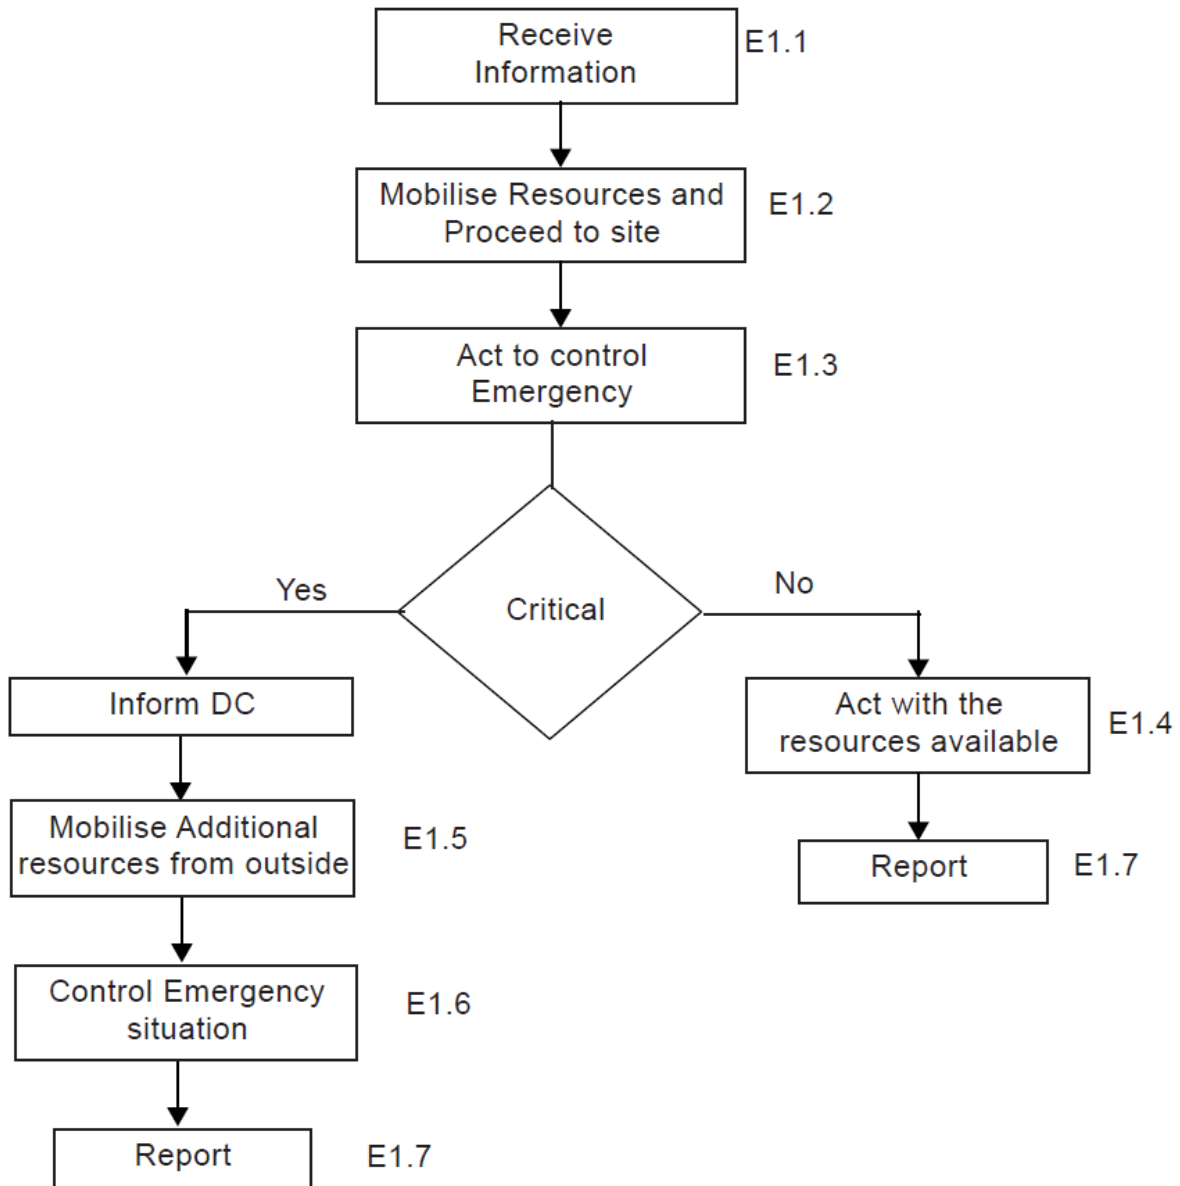 Receive
Information
E1.1
Mobilise Resources and
Proceed to site
E1.2
Act to control
Emergency
E1.3
Critical
Yes
No
Inform DC
Act with the
resources available
E1.4
Mobilise Additional
resources from outside
E1.5
Report
E1.7
Control Emergency
situation
E1.6
Report
E1.7